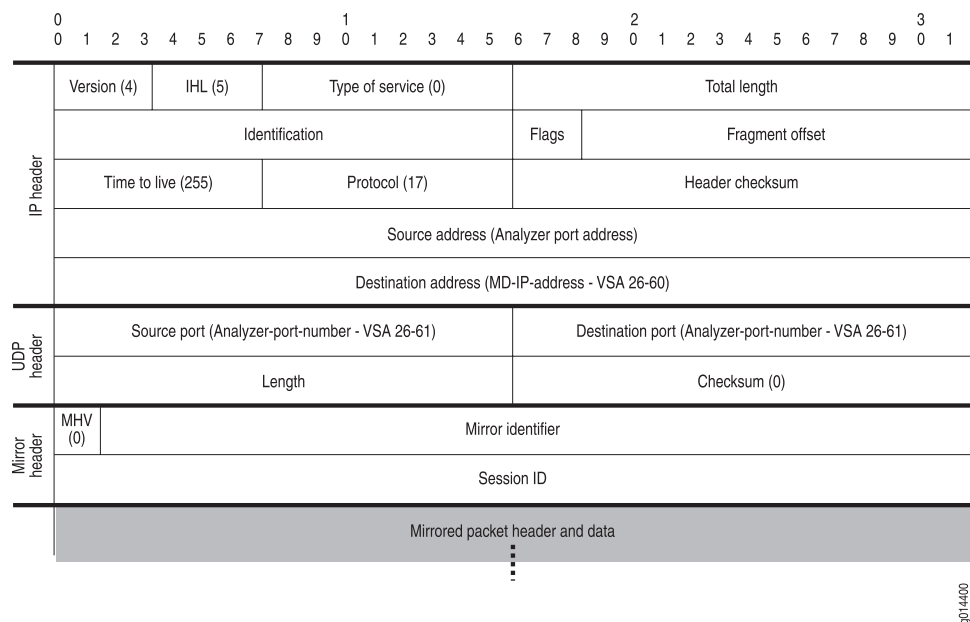 0 1 2 3
0 1 2 3 4 5 6 7 8 9 0 1 2 3 4 5 6 7 8 9 0 1 2 3 4 5 6 7 8 9 0 1
IP header
Version (4) IHL (5) Type of service (0) Total length
Identification Flags Fragment offset
Time to live (255) Protocol (17) Header checksum
Source address (Analyzer port address)
Destination address (MD-IP-address - VSA 26-60)
UDP
header
Source port (Analyzer-port-number - VSA 26-61) Destination port (Analyzer-port-number - VSA 26-61)
Length Checksum (0)
Mirror
header
MHV
(0)
Mirror identifier
Session ID
Mirrored packet header and data
g014400